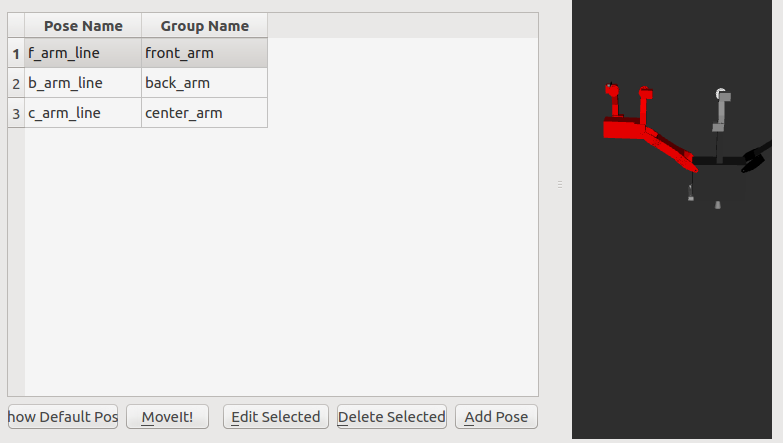 Pose Name Group Name
1 f_arm_line front_arm
2 b_arm_line back_arm
3 c_arm_line center_arm
how Default Pos MoveIt! Edit Selected Delete Selected Add Pose